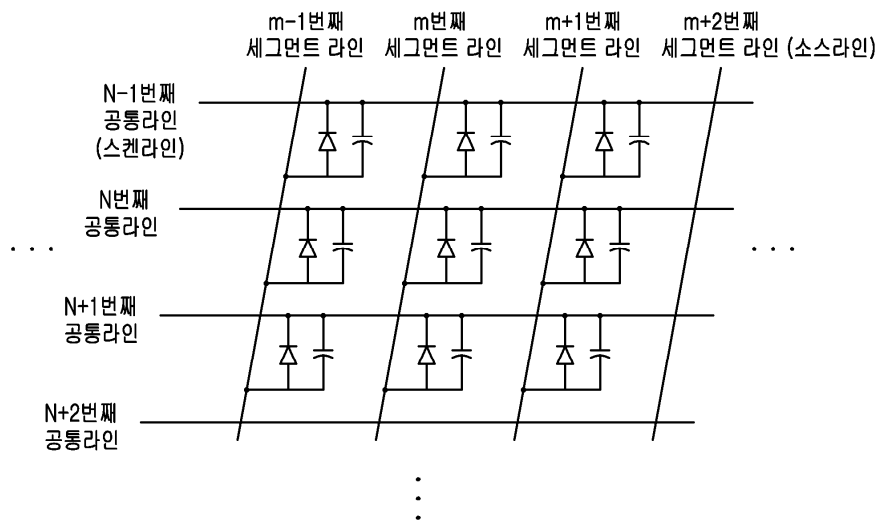 m-1번째
세그먼트 라인
m번째
세그먼트 라인
m+1번째
세그먼트 라인
m+2번째
세그먼트 라인 (소스라인)
N-1번째
공통라인
(스켄라인)
N번째
공통라인
N+1번째
공통라인
N+2번째
공통라인